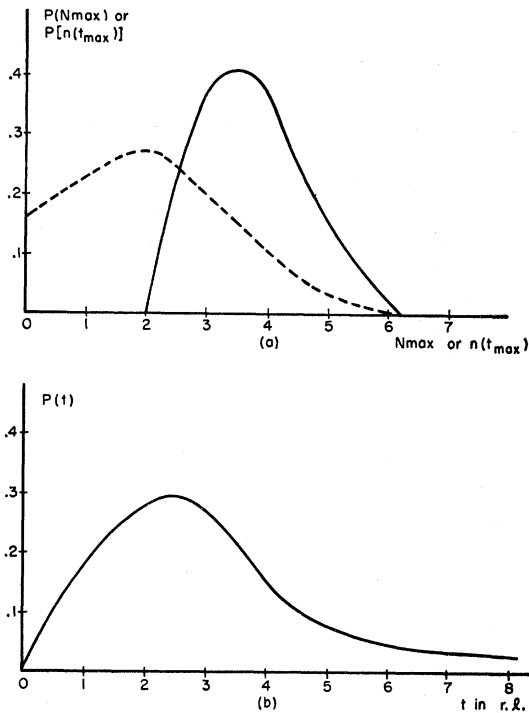 P(Nmax) or
P[n(tmax)]
.4
.3
.2
.1
0 1 2 3 4 5 6 7
(a) Nmax or n(tmax)
P(t)
.4
.3
.2
.1
0 1 2 3 4 5 6 7 8
(b) t in r.l.